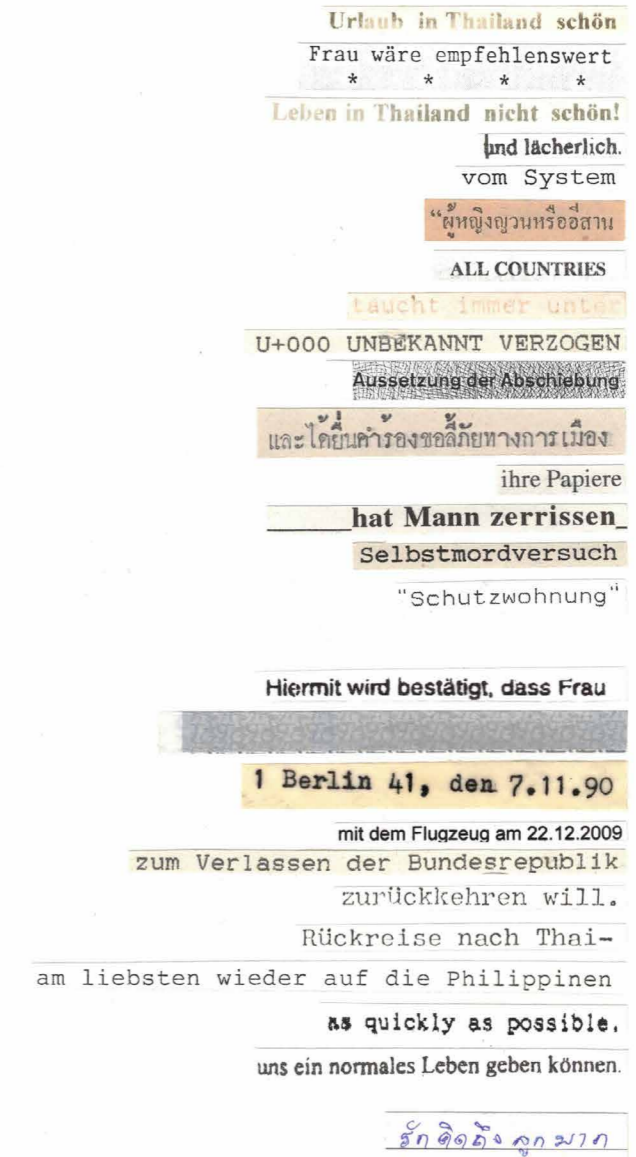 Urlaub in Thailand schön
Frau wäre empfehlenswert
* * * *
Leben in Thailand nicht schön!
und lächerlich.
vom System
“ผู้หญิงญวนหรืออีสาน
ALL COUNTRIES
taucht immer unter
U+000 UNBEKANNT VERZOGEN
Aussetzung der Abschiebung
และได้ยื่นคำร้องขอลี้ภัยทางการเมือง
ihre Papiere
hat Mann zerrissen
Selbstmordversuch
"Schutzwohnung"
Hiermit wird bestätigt, dass Frau
1 Berlin 41, den 7.11.90
mit dem Flugzeug am 22.12.2009
zum Verlassen der Bundesrepublik
zurückkehren will.
Rückreise nach Thai-
am liebsten wieder auf die Philippinen
as quickly as possible,
uns ein normales Leben geben können.
รักคิดถึงลูกมาก